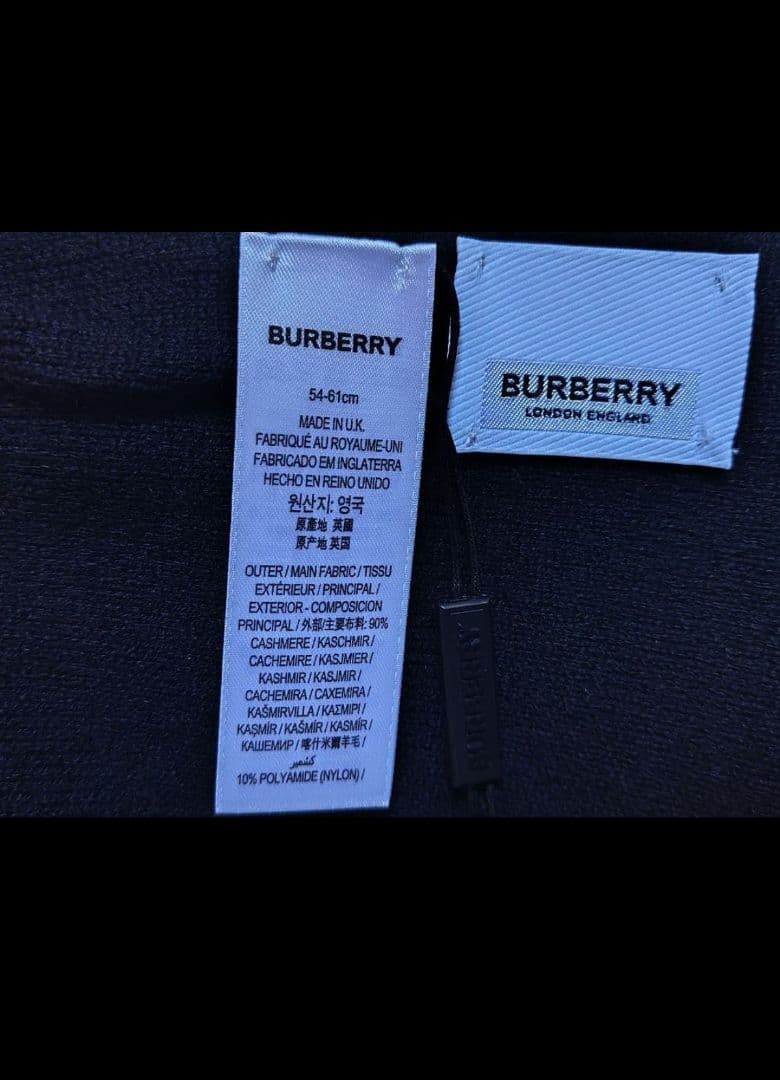 BURBERRY
54-61cm
MADE IN U.K.
FABRIQUÉ AU ROYAUME-UNI
FABRICADO EM INGLATERRA
HECHO EN REINO UNIDO
원산지: 영국
原產地 英國
原产地 英国
OUTER / MAIN FABRIC / TISSU
EXTÉRIEUR / PRINCIPAL /
EXTERIOR - COMPOSICION
PRINCIPAL / 外部/主要布料: 90%
CASHMERE / KASCHMIR /
CACHEMIRE / KASJMIER /
KASHMIR / KASJMIR /
CACHEMIRA / CAXEMIRA /
KAŠMIRVILLA / ΚΑΣΜΙΡΙ /
KAŞMİR / KAŠMÍR / KASMÍR /
КАШЕМИР / 喀什米爾羊毛 /
كشمير
10% POLYAMIDE (NYLON) /
BURBERRY
LONDON ENGLAND
BURBERRY